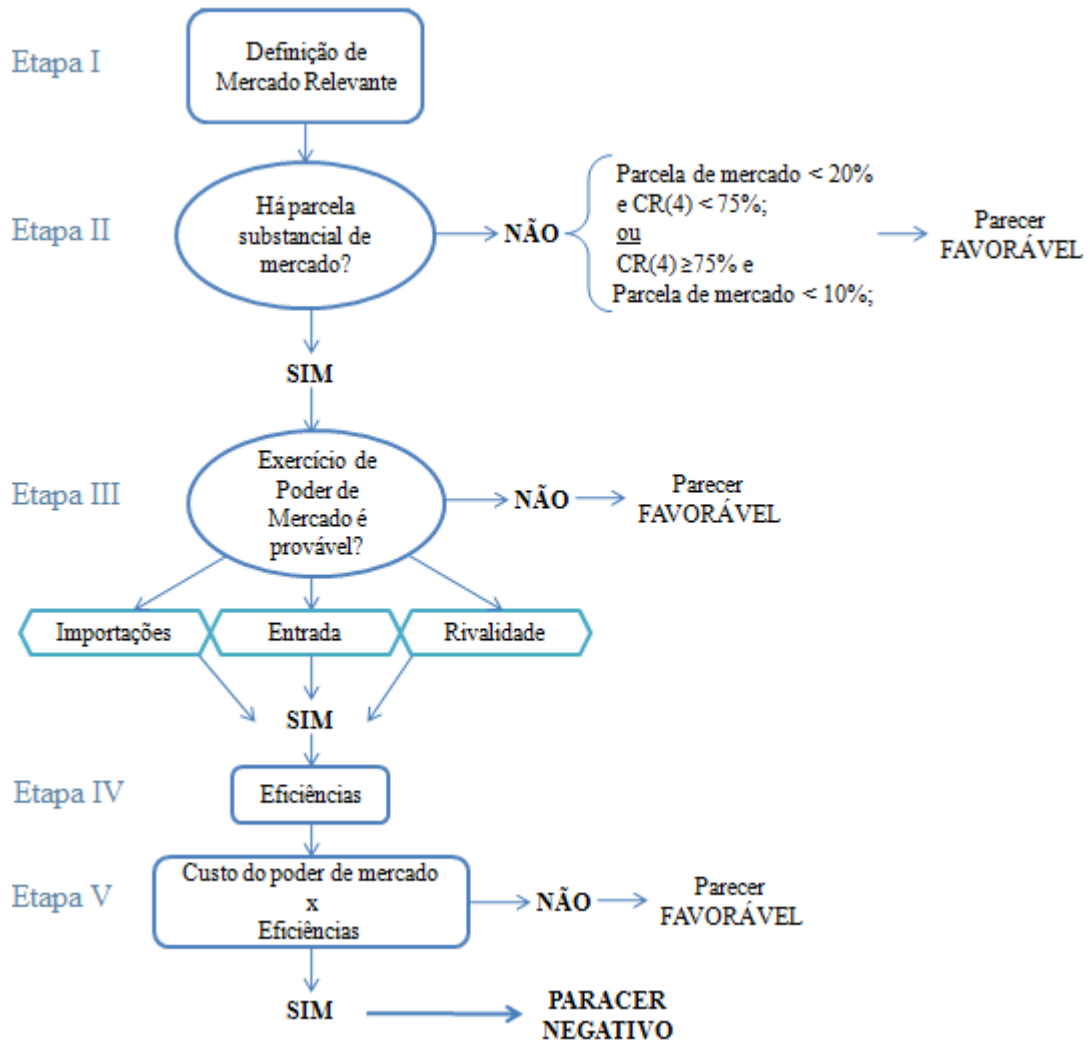 Etapa I
Definição de
Mercado Relevante
Etapa II
Há parcela
substancial de
mercado?
NÃO
Parcela de mercado < 20%
e CR(4) < 75%;
ou
CR(4) ≥75% e
Parcela de mercado < 10%;
Parecer
FAVORÁVEL
SIM
Etapa III
Exercício de
Poder de
Mercado é
provável?
NÃO
Parecer
FAVORÁVEL
Importações
Entrada
Rivalidade
SIM
Etapa IV
Eficiências
Etapa V
Custo do poder de mercado
x
Eficiências
NÃO
Parecer
FAVORÁVEL
SIM
PARACER
NEGATIVO